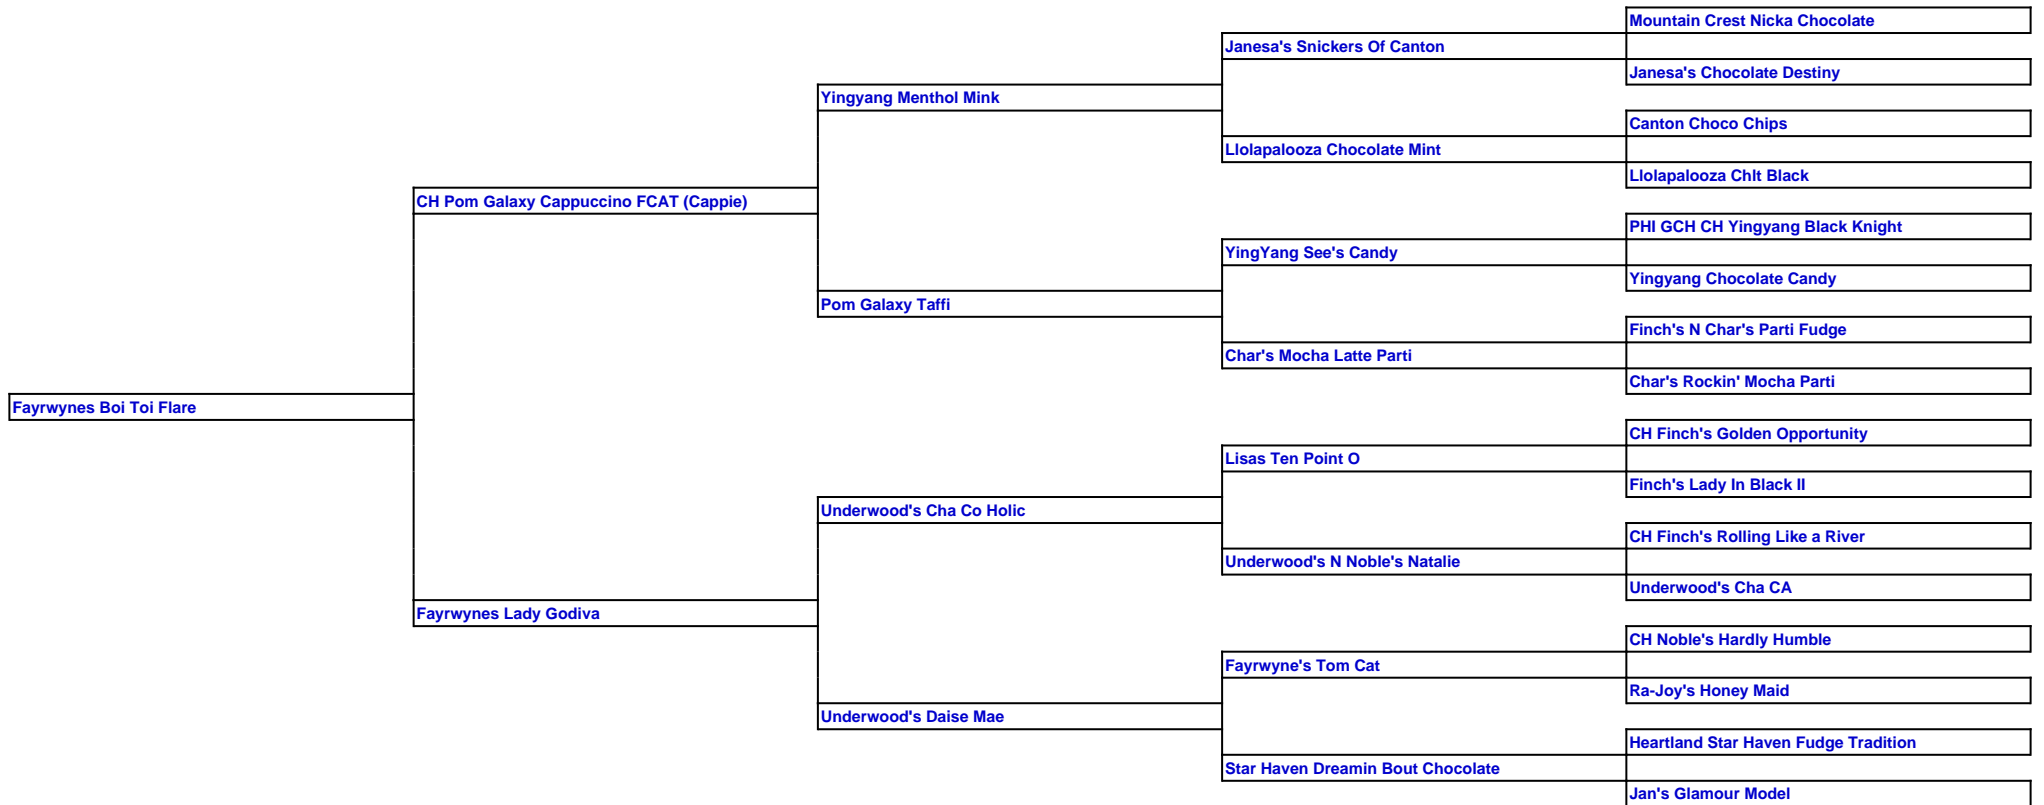 Mountain Crest Nicka Chocolate
Janesa's Snickers Of Canton
Janesa's Chocolate Destiny
Yingyang Menthol Mink
Canton Choco Chips
Llolapalooza Chocolate Mint
Llolapalooza Chlt Black
CH Pom Galaxy Cappuccino FCAT (Cappie)
PHI GCH CH Yingyang Black Knight
YingYang See's Candy
Yingyang Chocolate Candy
Pom Galaxy Taffi
Finch's N Char's Parti Fudge
Char's Mocha Latte Parti
Char's Rockin' Mocha Parti
Fayrwynes Boi Toi Flare
CH Finch's Golden Opportunity
Lisas Ten Point O
Finch's Lady In Black II
Underwood's Cha Co Holic
CH Finch's Rolling Like a River
Underwood's N Noble's Natalie
Underwood's Cha CA
Fayrwynes Lady Godiva
CH Noble's Hardly Humble
Fayrwyne's Tom Cat
Ra-Joy's Honey Maid
Underwood's Daise Mae
Heartland Star Haven Fudge Tradition
Star Haven Dreamin Bout Chocolate
Jan's Glamour Model